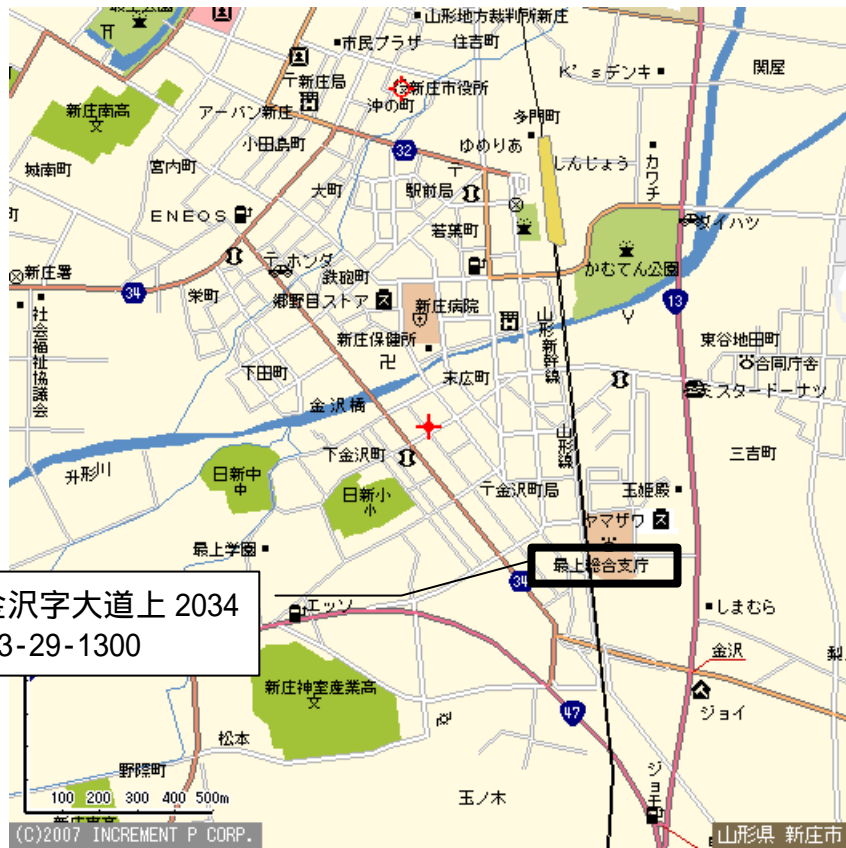 山形地方裁判所新庄
市民プラザ
住吉町
K'sデンキ
関屋
〒新庄局
新庄市役所
沖の町
新庄南高
文
アーバン新庄
多門町
小田島町
32
ゆめりあ
しんじょう
カワチ
城南町
宮内町
大町
駅前局
ENEOS
若葉町
ダイハツ
かむてん公園
新庄署
ホンダ
鉄砲町
34
栄町
郷野目ストア
新庄病院
13
社会福祉協議会
新庄保健所
山形新幹線
東谷地田町
合同庁舎
下田町
末広町
ミスタードーナツ
金沢橋
山形線
三吉町
升形川
日新中
中
下金沢町
日新小
小
〒金沢町局
玉姫殿
ヤマザワ
最上学園
最上総合支庁
34
金沢字大道上 2034
3-29-1300
エッソ
しまむら
金沢
新庄神室産業高
文
47
ジョイ
松本
野際町
玉ノ木
100 200 300 400 500m
(C)2007 INCREMENT P CORP.
山形県 新庄市